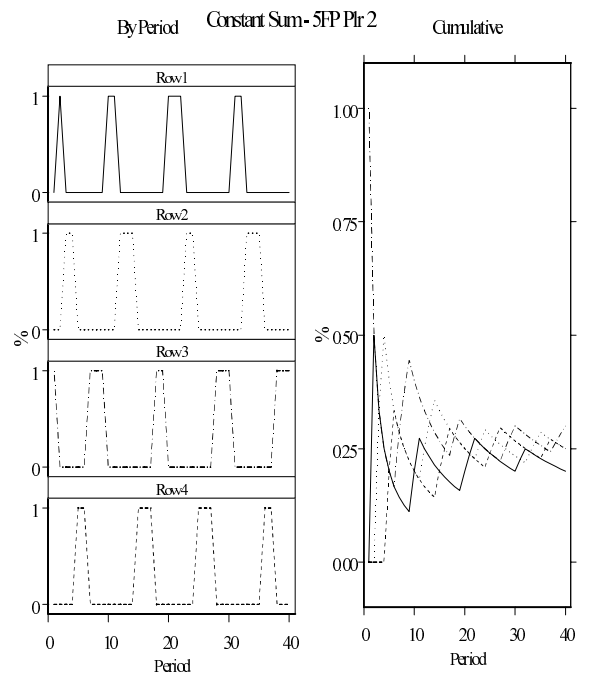 Constant Sum - 5FP Plr 2
By Period
Cumulative
Row1
1
0
Row2
1
0
Row3
1
0
Row4
1
0
%
0 10 20 30 40
Period
1.00
0.75
0.50
0.25
0.00
%
0 10 20 30 40
Period